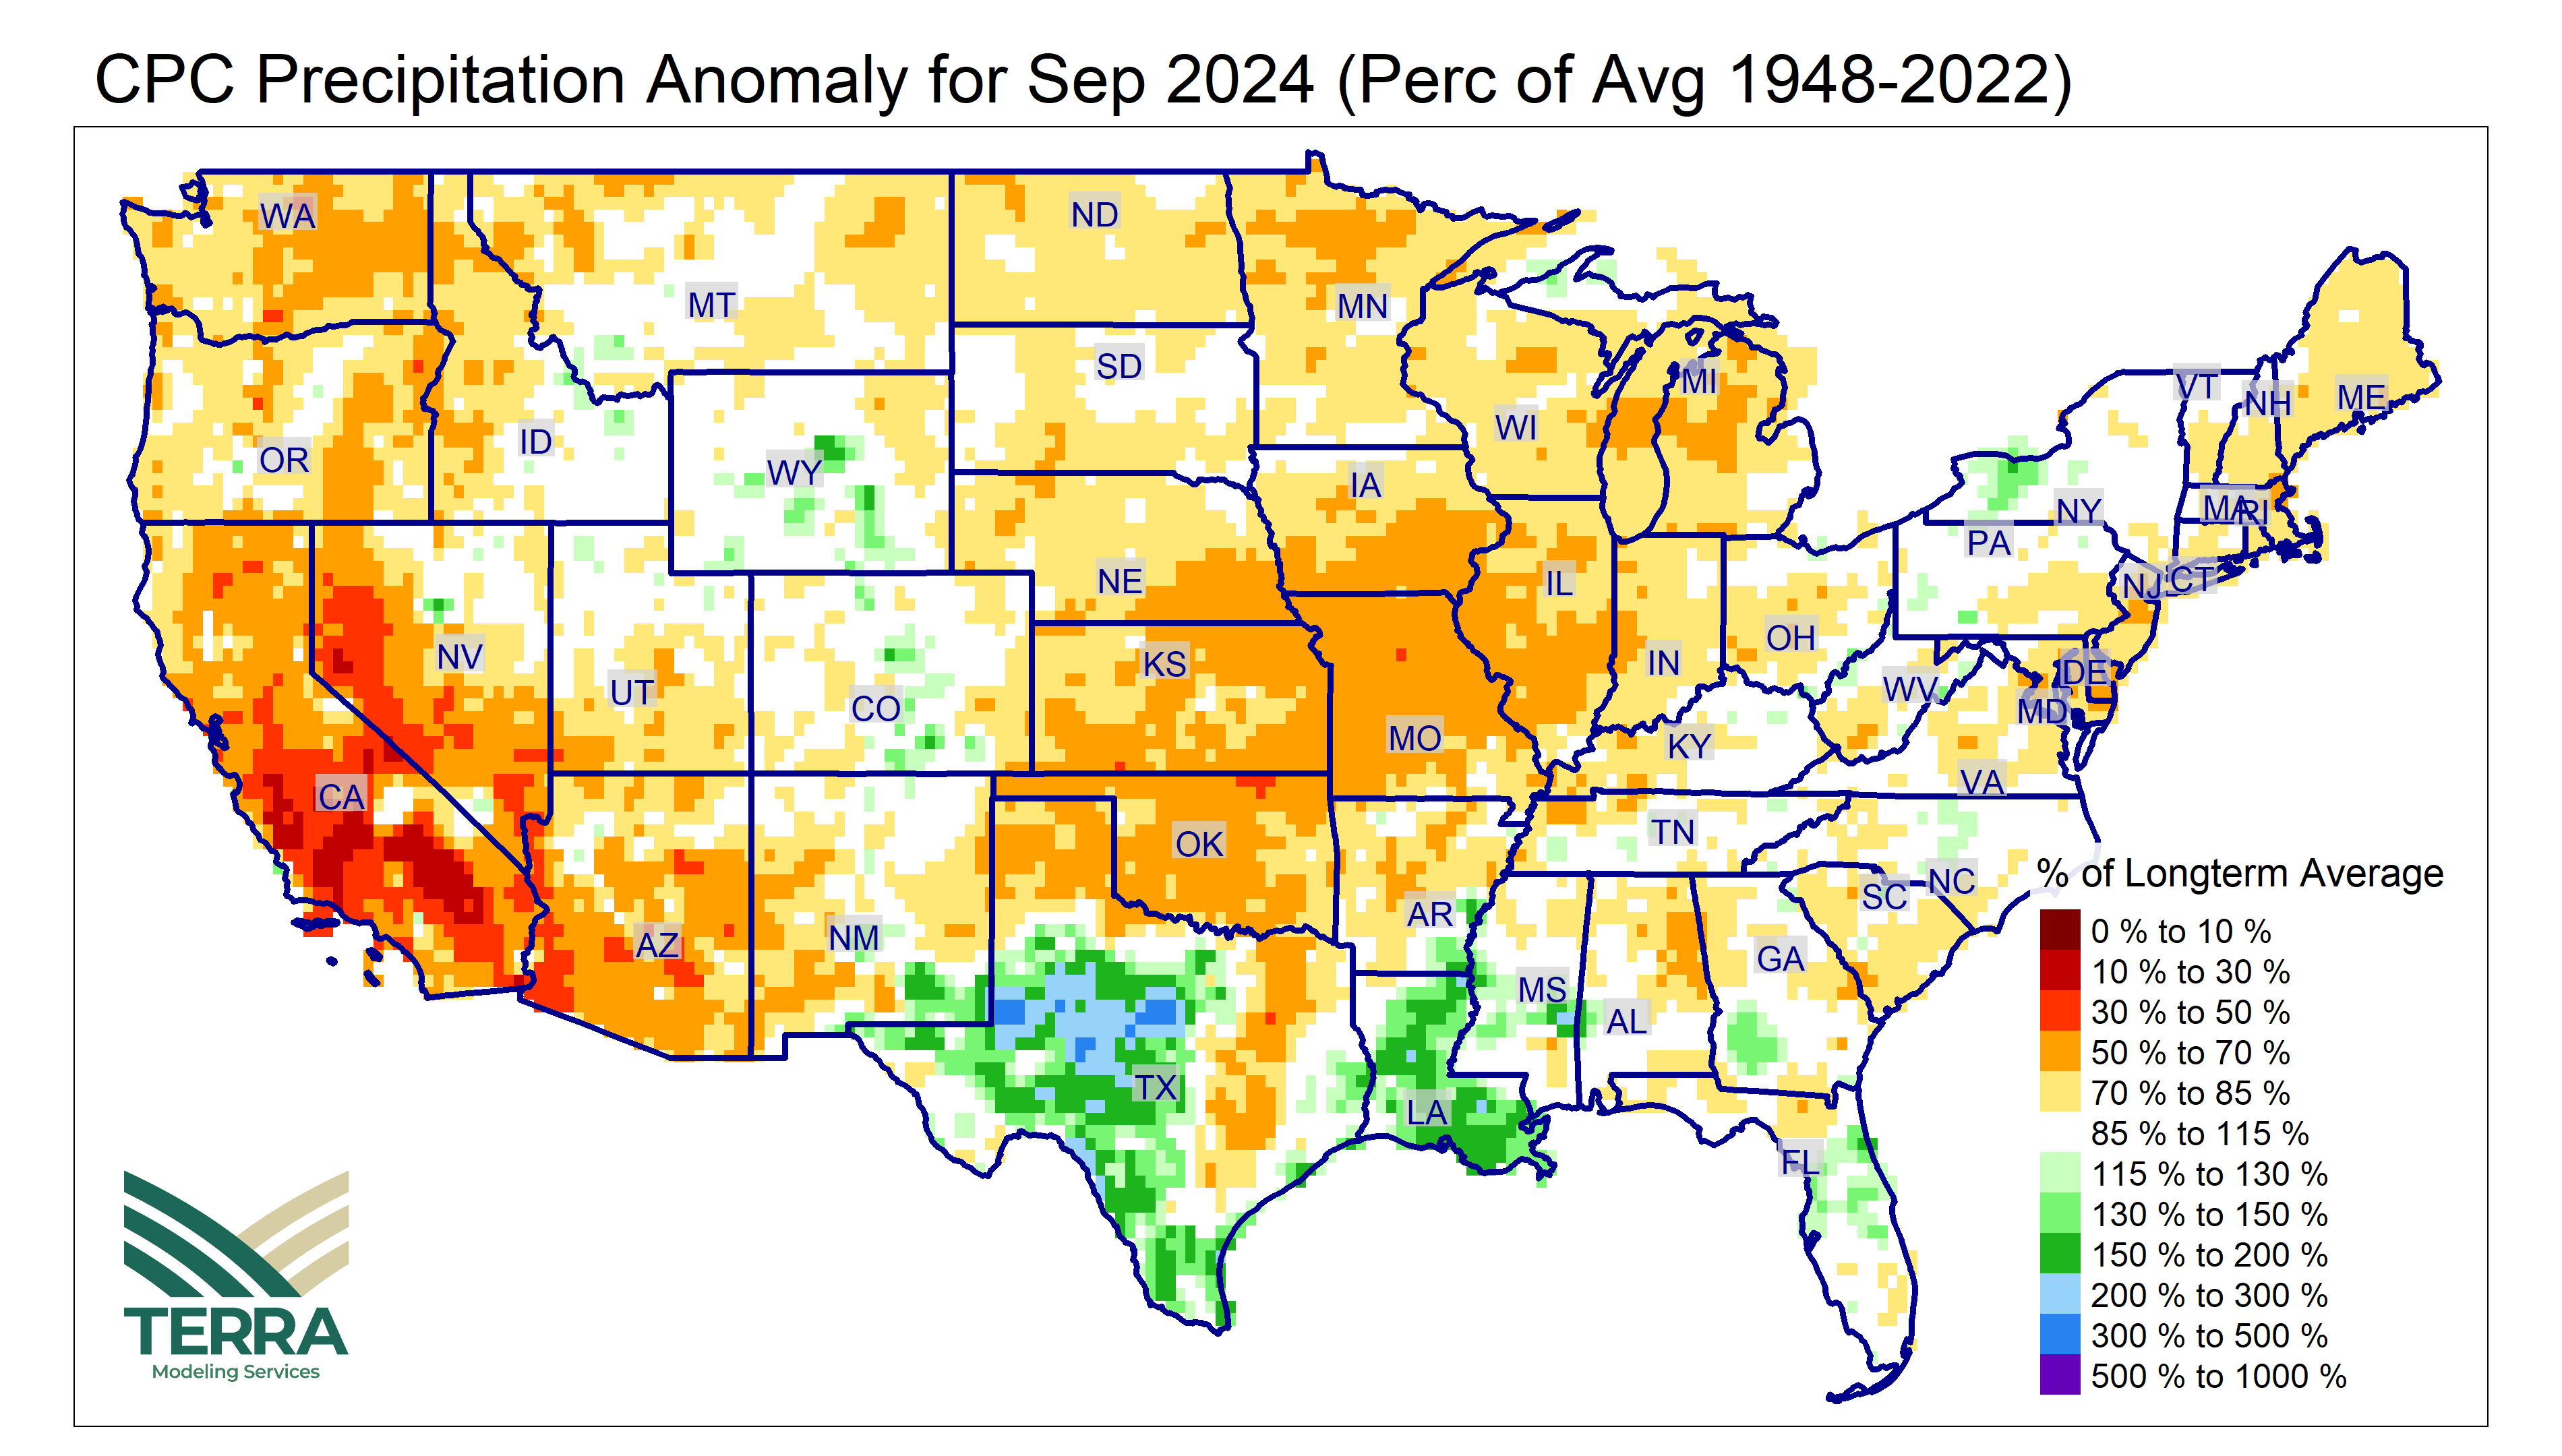 CPC Precipitation Anomaly for Sep 2024 (Perc of Avg 1948-2022)
WA
ND
MT
MN
SD
MI
VT
NH
ME
OR
ID
WY
WI
IA
NY
MA
RI
PA
NE
IL
NJ
CT
NV
UT
CO
KS
IN
OH
WV
DE
MD
MO
KY
VA
CA
OK
TN
AZ
NM
AR
SC
NC
MS
AL
GA
TX
LA
FL
% of Longterm Average
0 % to 10 %
10 % to 30 %
30 % to 50 %
50 % to 70 %
70 % to 85 %
85 % to 115 %
115 % to 130 %
130 % to 150 %
150 % to 200 %
200 % to 300 %
300 % to 500 %
500 % to 1000 %
TERRA
Modeling Services